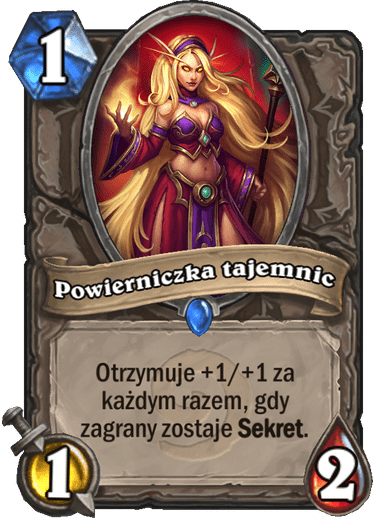 1
Powierniczka tajemnic
Otrzymuje +1/+1 za
każdym razem, gdy
zagrany zostaje Sekret.
1
2